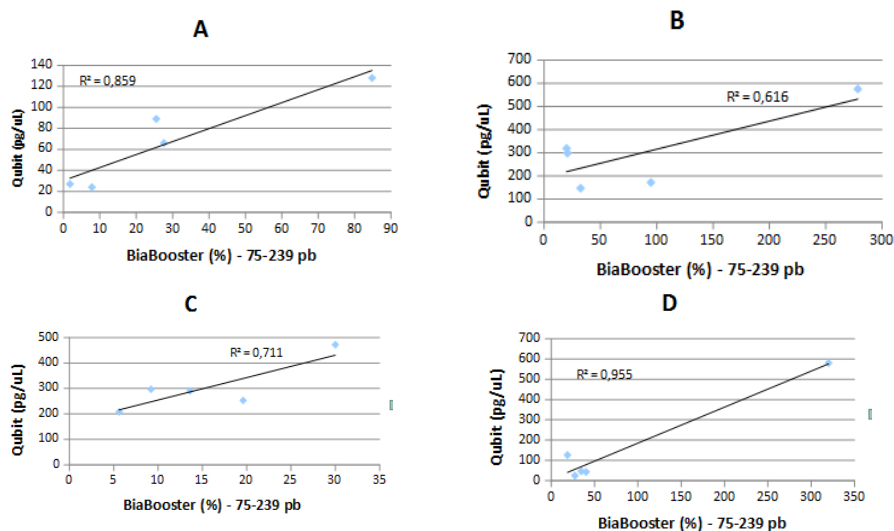 A
140
R² = 0,859
120
100
80
60
40
20
0
0 10 20 30 40 50 60 70 80 90
Qubit (pg/uL)
BiaBooster (%) - 75-239 pb
B
700
600
R² = 0,616
500
400
300
200
100
0
0 50 100 150 200 250 300
Qubit (pg/uL)
BiaBooster (%) - 75-239 pb
C
500
R² = 0,711
400
300
200
100
0
0 5 10 15 20 25 30 35
Qubit (pg/uL)
BiaBooster (%) - 75-239 pb
D
700
600
R² = 0,955
500
400
300
200
100
0
0 50 100 150 200 250 300 350
Qubit (pg/uL)
BiaBooster (%) - 75-239 pb